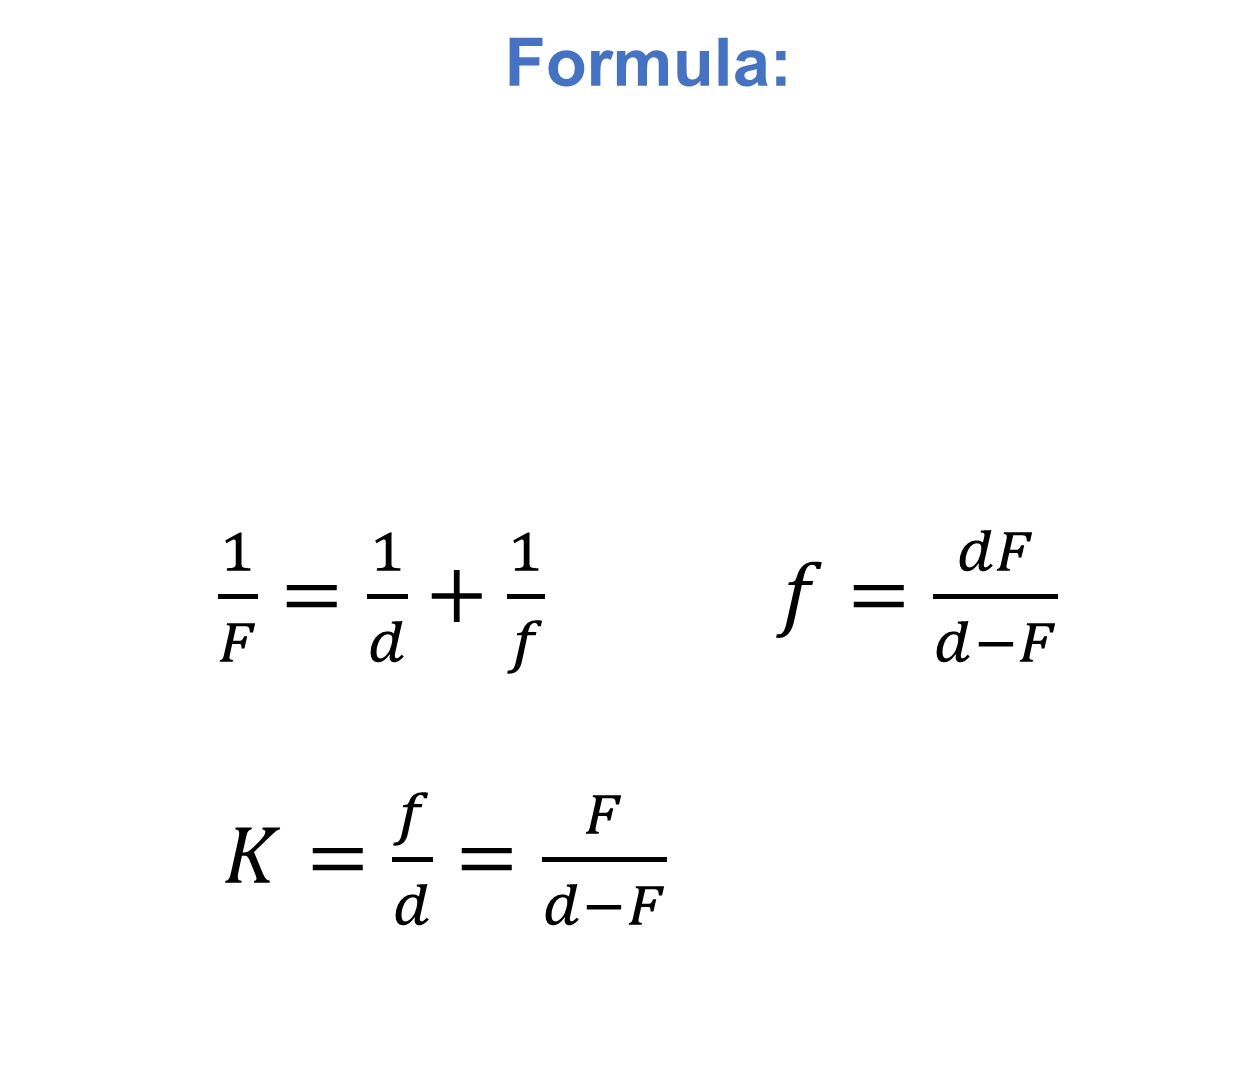 Formula:
1/F = 1/d + 1/f
f = dF/(d−F)
K = f/d = F/(d−F)